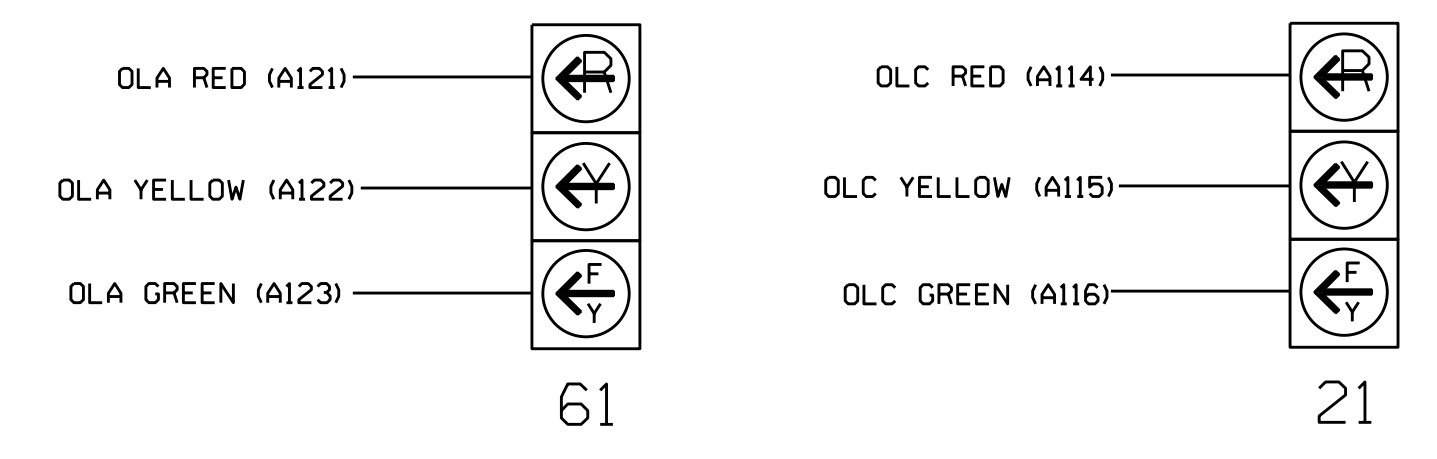 OLA RED (A121)
R
OLA YELLOW (A122)
Y
OLA GREEN (A123)
F
Y
61
OLC RED (A114)
R
OLC YELLOW (A115)
Y
OLC GREEN (A116)
F
Y
21